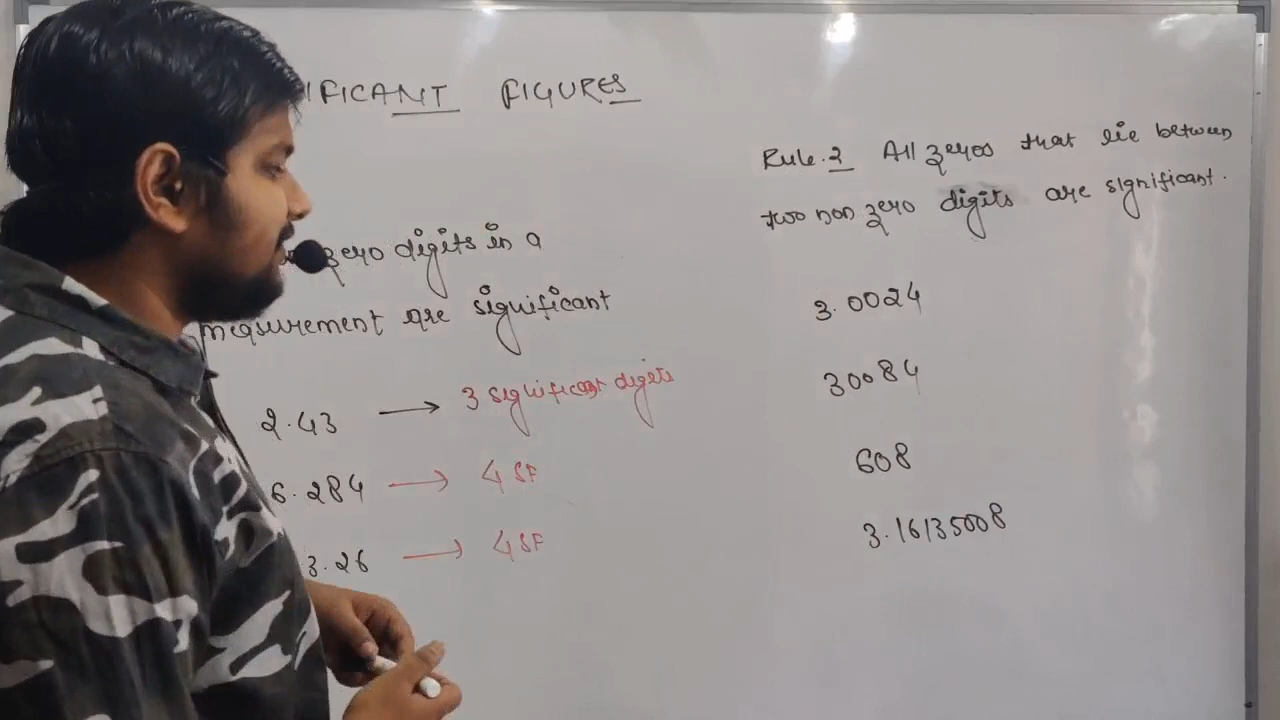 IFICANT FIGURES
zero digits in a
measurement are significant
2.43 → 3 significant digits
6.284 → 4 SF
3.26 → 4 SF
Rule.2 All zeros that lie between
two non zero digits are significant.
3.0024
30084
608
3.16135008